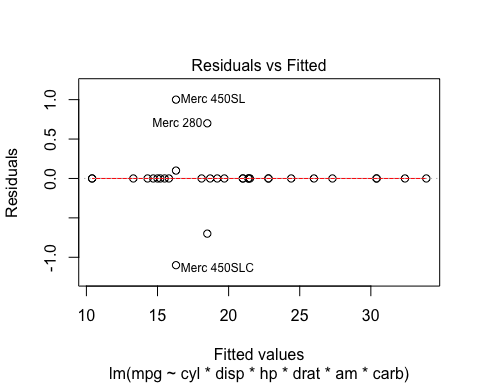 Residuals vs Fitted
Residuals
1.0
0.5
0.0
-1.0
Merc 450SL
Merc 280
Merc 450SLC
10 15 20 25 30
Fitted values
lm(mpg ~ cyl * disp * hp * drat * am * carb)